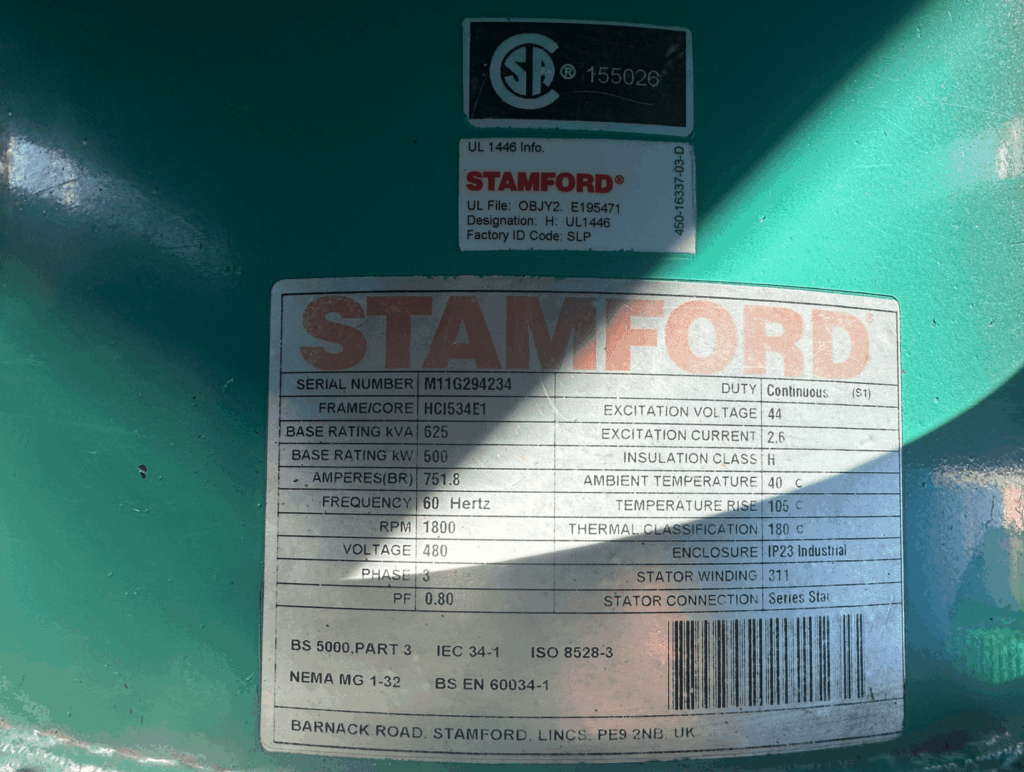 CSA ® 155026
UL 1446 Info.
STAMFORD®
UL File: OBJY2. E195471
Designation: H: UL1446
Factory ID Code: SLP
450-16337-03-D
STAMFORD®
SERIAL NUMBER M11G294234 DUTY Continuous (S1)
FRAME/CORE HCI534E1 EXCITATION VOLTAGE 44
BASE RATING kVA 625 EXCITATION CURRENT 2.6
BASE RATING kW 500 INSULATION CLASS H
AMPERES(BR) 751.8 AMBIENT TEMPERATURE 40 C
FREQUENCY 60 Hertz TEMPERATURE RISE 105 C
RPM 1800 THERMAL CLASSIFICATION 180 C
VOLTAGE 480 ENCLOSURE IP23 Industrial
PHASE 3 STATOR WINDING 311
PF 0.80 STATOR CONNECTION Series Star
BS 5000,PART 3 IEC 34-1 ISO 8528-3
NEMA MG 1-32 BS EN 60034-1
BARNACK ROAD. STAMFORD. LINCS. PE9 2NB. UK